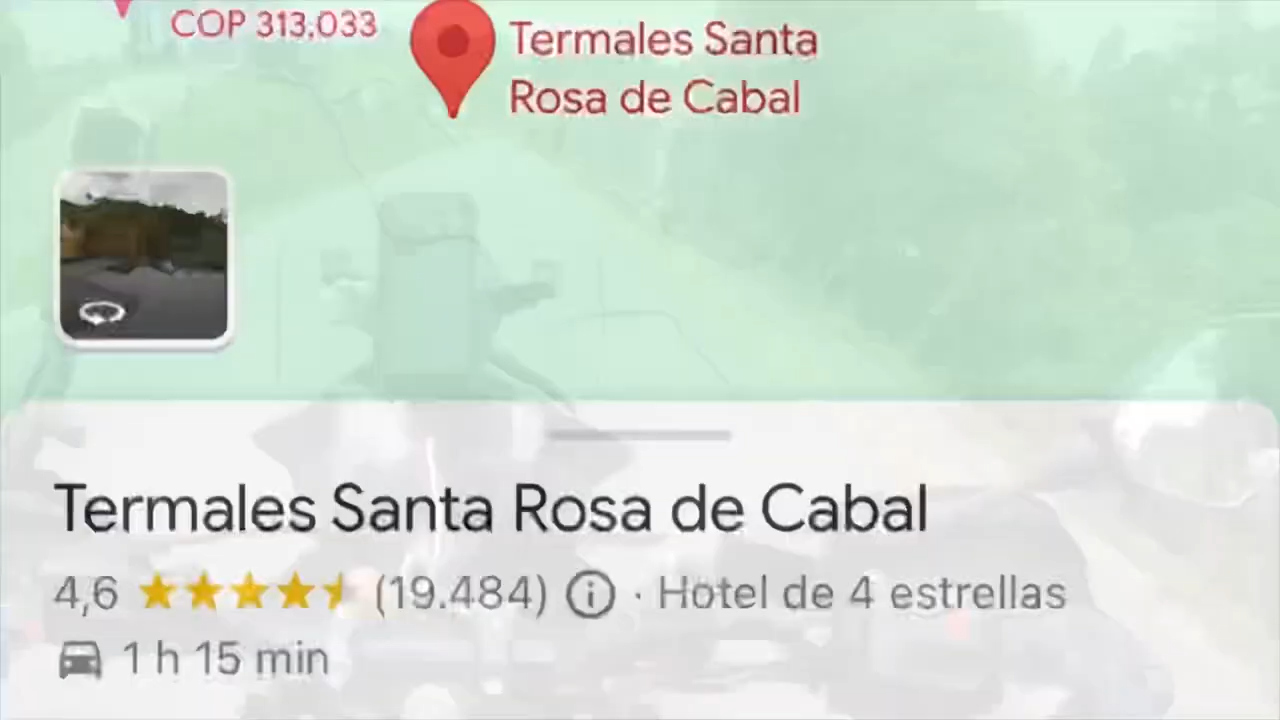 COP 313,033
Termales Santa
Rosa de Cabal
Termales Santa Rosa de Cabal
4,6 (19.484) · Hotel de 4 estrellas
1 h 15 min